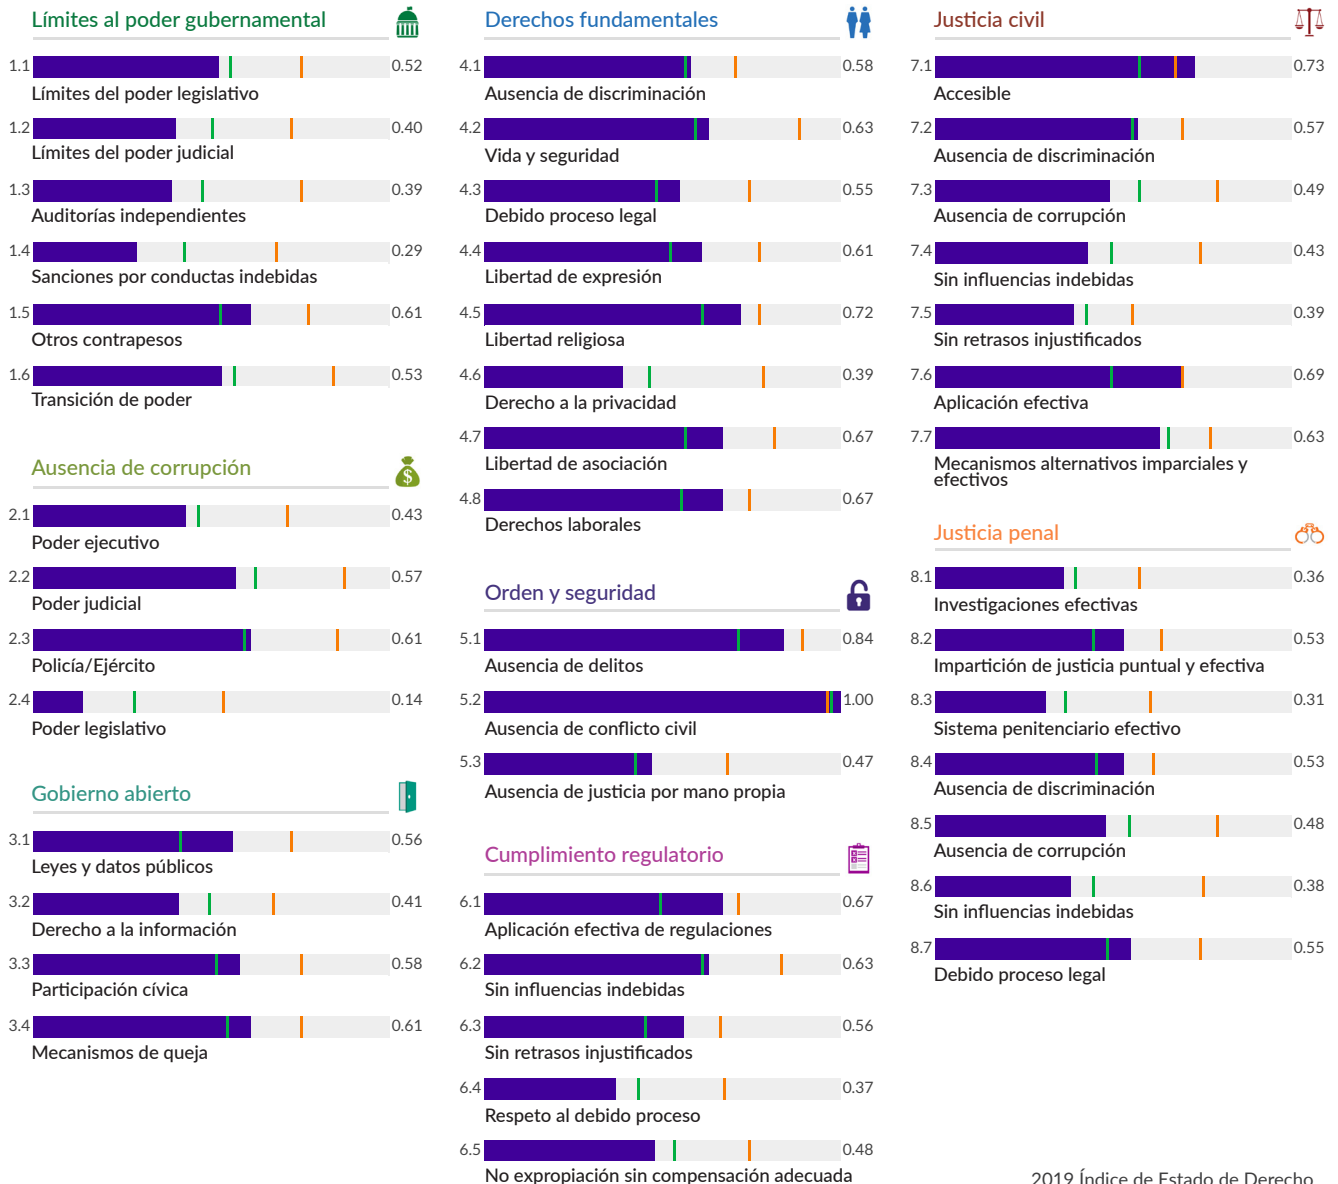 Límites al poder gubernamental
1.1 0.52
Límites del poder legislativo
1.2 0.40
Límites del poder judicial
1.3 0.39
Auditorías independientes
1.4 0.29
Sanciones por conductas indebidas
1.5 0.61
Otros contrapesos
1.6 0.53
Transición de poder
Ausencia de corrupción
$
2.1 0.43
Poder ejecutivo
2.2 0.57
Poder judicial
2.3 0.61
Policía/Ejército
2.4 0.14
Poder legislativo
Gobierno abierto
3.1 0.56
Leyes y datos públicos
3.2 0.41
Derecho a la información
3.3 0.58
Participación cívica
3.4 0.61
Mecanismos de queja
Derechos fundamentales
4.1 0.58
Ausencia de discriminación
4.2 0.63
Vida y seguridad
4.3 0.55
Debido proceso legal
4.4 0.61
Libertad de expresión
4.5 0.72
Libertad religiosa
4.6 0.39
Derecho a la privacidad
4.7 0.67
Libertad de asociación
4.8 0.67
Derechos laborales
Orden y seguridad
5.1 0.84
Ausencia de delitos
5.2 1.00
Ausencia de conflicto civil
5.3 0.47
Ausencia de justicia por mano propia
Cumplimiento regulatorio
6.1 0.67
Aplicación efectiva de regulaciones
6.2 0.63
Sin influencias indebidas
6.3 0.56
Sin retrasos injustificados
6.4 0.37
Respeto al debido proceso
6.5 0.48
No expropiación sin compensación adecuada
Justicia civil
7.1 0.73
Accesible
7.2 0.57
Ausencia de discriminación
7.3 0.49
Ausencia de corrupción
7.4 0.43
Sin influencias indebidas
7.5 0.39
Sin retrasos injustificados
7.6 0.69
Aplicación efectiva
7.7 0.63
Mecanismos alternativos imparciales y
efectivos
Justicia penal
8.1 0.36
Investigaciones efectivas
8.2 0.53
Impartición de justicia puntual y efectiva
8.3 0.31
Sistema penitenciario efectivo
8.4 0.53
Ausencia de discriminación
8.5 0.48
Ausencia de corrupción
8.6 0.38
Sin influencias indebidas
8.7 0.55
Debido proceso legal
2019 Índice de Estado de Derecho